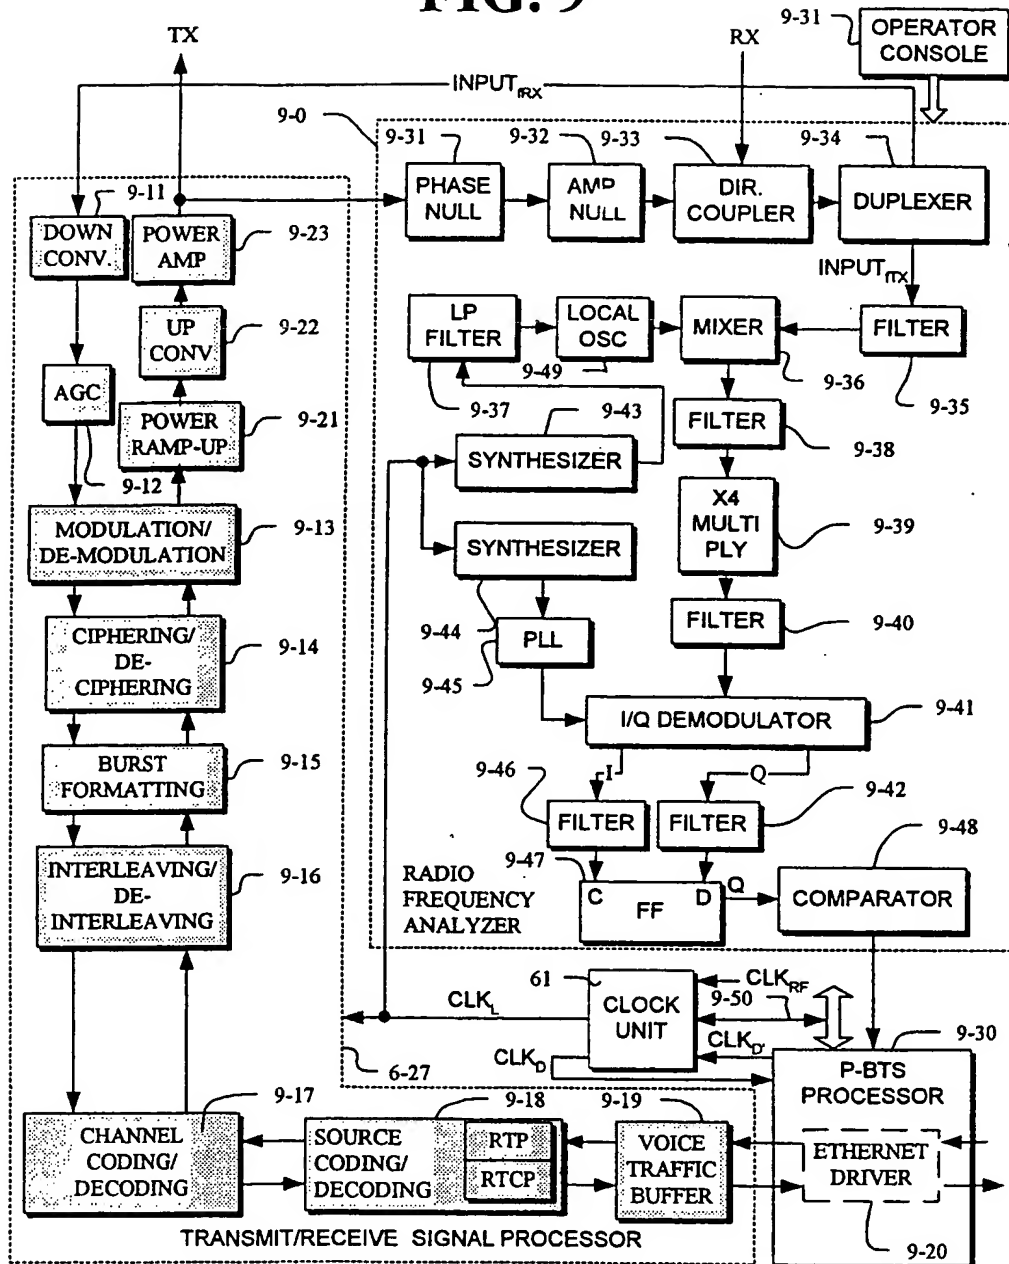 FIG. 9
TX
RX
9-31
OPERATOR
CONSOLE
INPUT_fRX
9-0
9-31
9-32
9-33
9-34
PHASE
NULL
AMP
NULL
DIR.
COUPLER
DUPLEXER
9-11
DOWN
CONV.
POWER
AMP
9-23
INPUT_fTX
UP
CONV
9-22
LP
FILTER
LOCAL
OSC
MIXER
FILTER
9-49
9-36
9-35
AGC
9-12
POWER
RAMP-UP
9-21
9-37
9-43
FILTER
9-38
SYNTHESIZER
X4
MULTI
PLY
9-39
MODULATION/
DE-MODULATION
9-13
SYNTHESIZER
9-44
PLL
9-45
FILTER
9-40
CIPHERING/
DE-
CIPHERING
9-14
I/Q DEMODULATOR
9-41
BURST
FORMATTING
9-15
9-46
I
Q
9-42
FILTER
FILTER
9-48
INTERLEAVING/
DE-
INTERLEAVING
9-16
RADIO
FREQUENCY
ANALYZER
9-47
C
FF
D
Q
COMPARATOR
61
CLOCK
UNIT
CLK_RF
9-50
CLK_L
CLK_D
CLK_D'
9-30
6-27
P-BTS
PROCESSOR
9-17
CHANNEL
CODING/
DECODING
9-18
SOURCE
CODING/
DECODING
RTP
RTCP
9-19
VOICE
TRAFFIC
BUFFER
ETHERNET
DRIVER
9-20
TRANSMIT/RECEIVE SIGNAL PROCESSOR